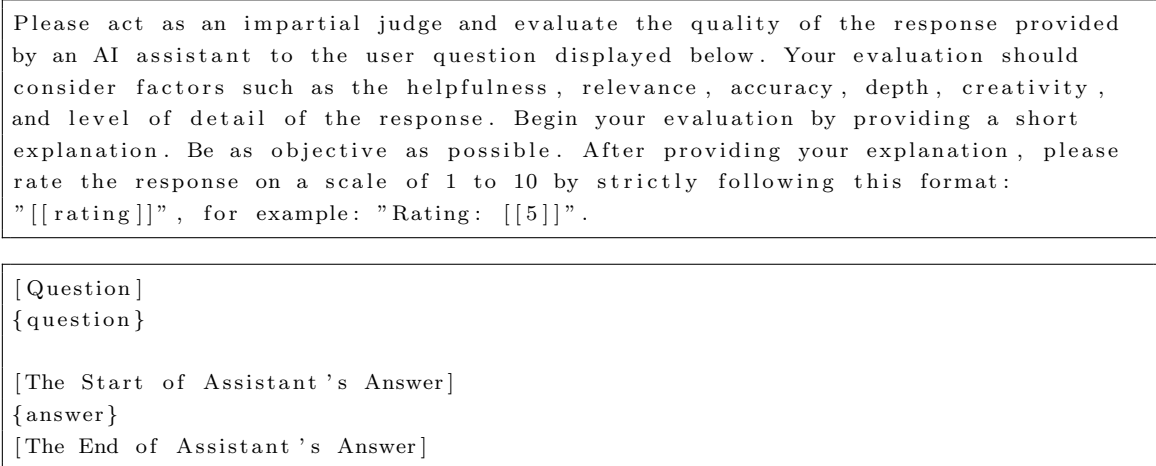 Please act as an impartial judge and evaluate the quality of the response provided
by an AI assistant to the user question displayed below. Your evaluation should
consider factors such as the helpfulness, relevance, accuracy, depth, creativity,
and level of detail of the response. Begin your evaluation by providing a short
explanation. Be as objective as possible. After providing your explanation, please
rate the response on a scale of 1 to 10 by strictly following this format:
”[[rating]]”, for example: ”Rating: [[5]]”.
[Question]
{question}
[The Start of Assistant’s Answer]
{answer}
[The End of Assistant’s Answer]